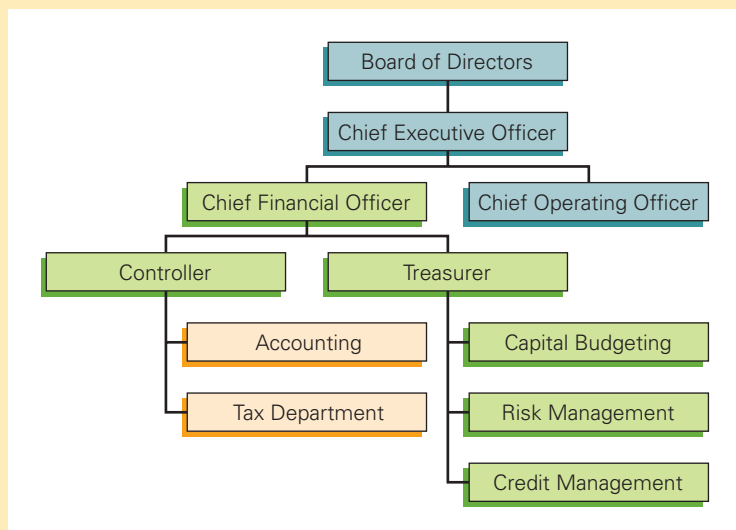 Board of Directors
Chief Executive Officer
Chief Financial Officer
Chief Operating Officer
Controller
Treasurer
Accounting
Capital Budgeting
Tax Department
Risk Management
Credit Management